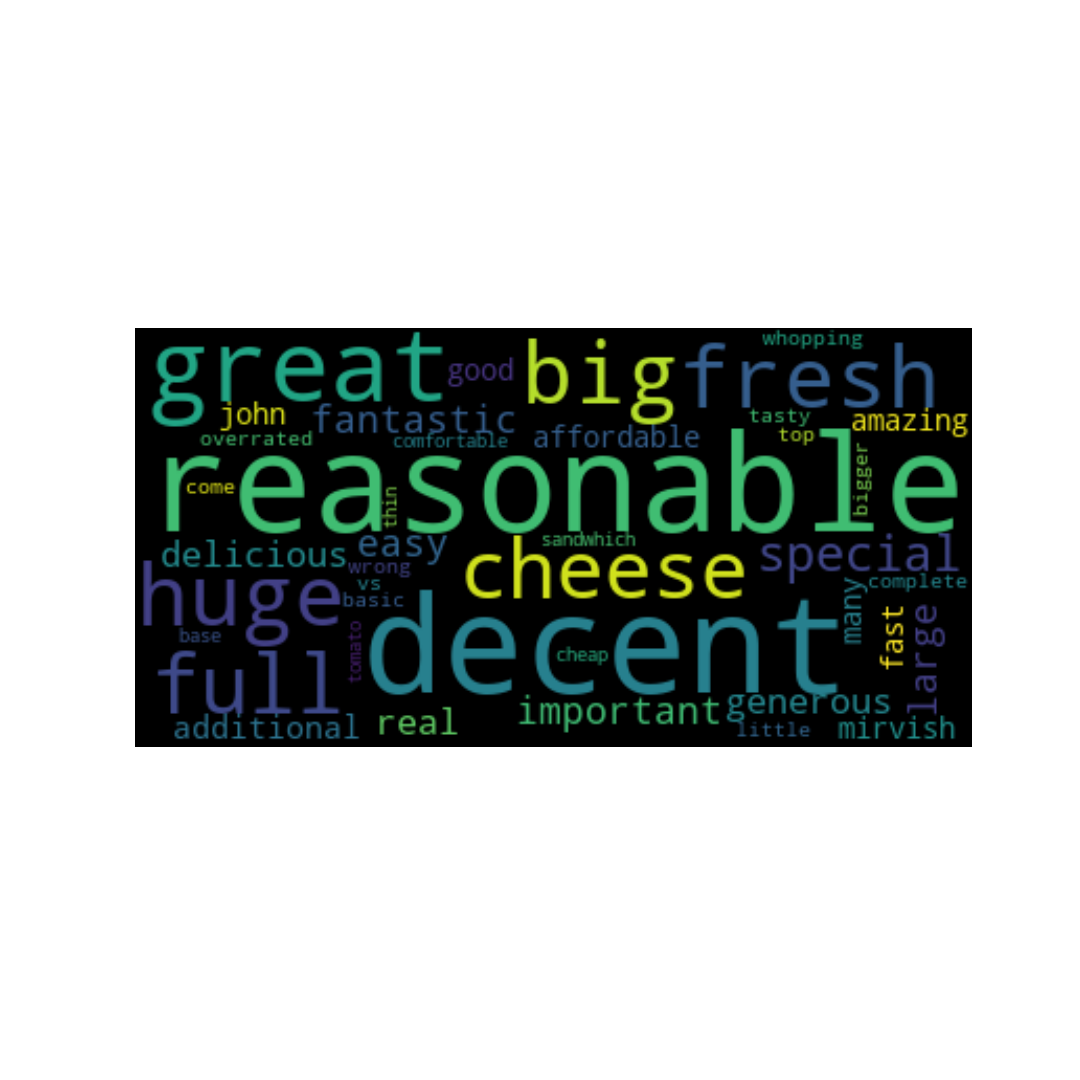 whopping
great
good
big
fresh
john
fantastic
tasty
amazing
overrated
comfortable
affordable
top
reasonable
come
thin
bigger
delicious
easy
sandwhich
cheese
special
wrong
huge
vs
basic
complete
many
decent
base
tomato
cheap
fast
large
full
important
generous
additional
real
little
mirvish